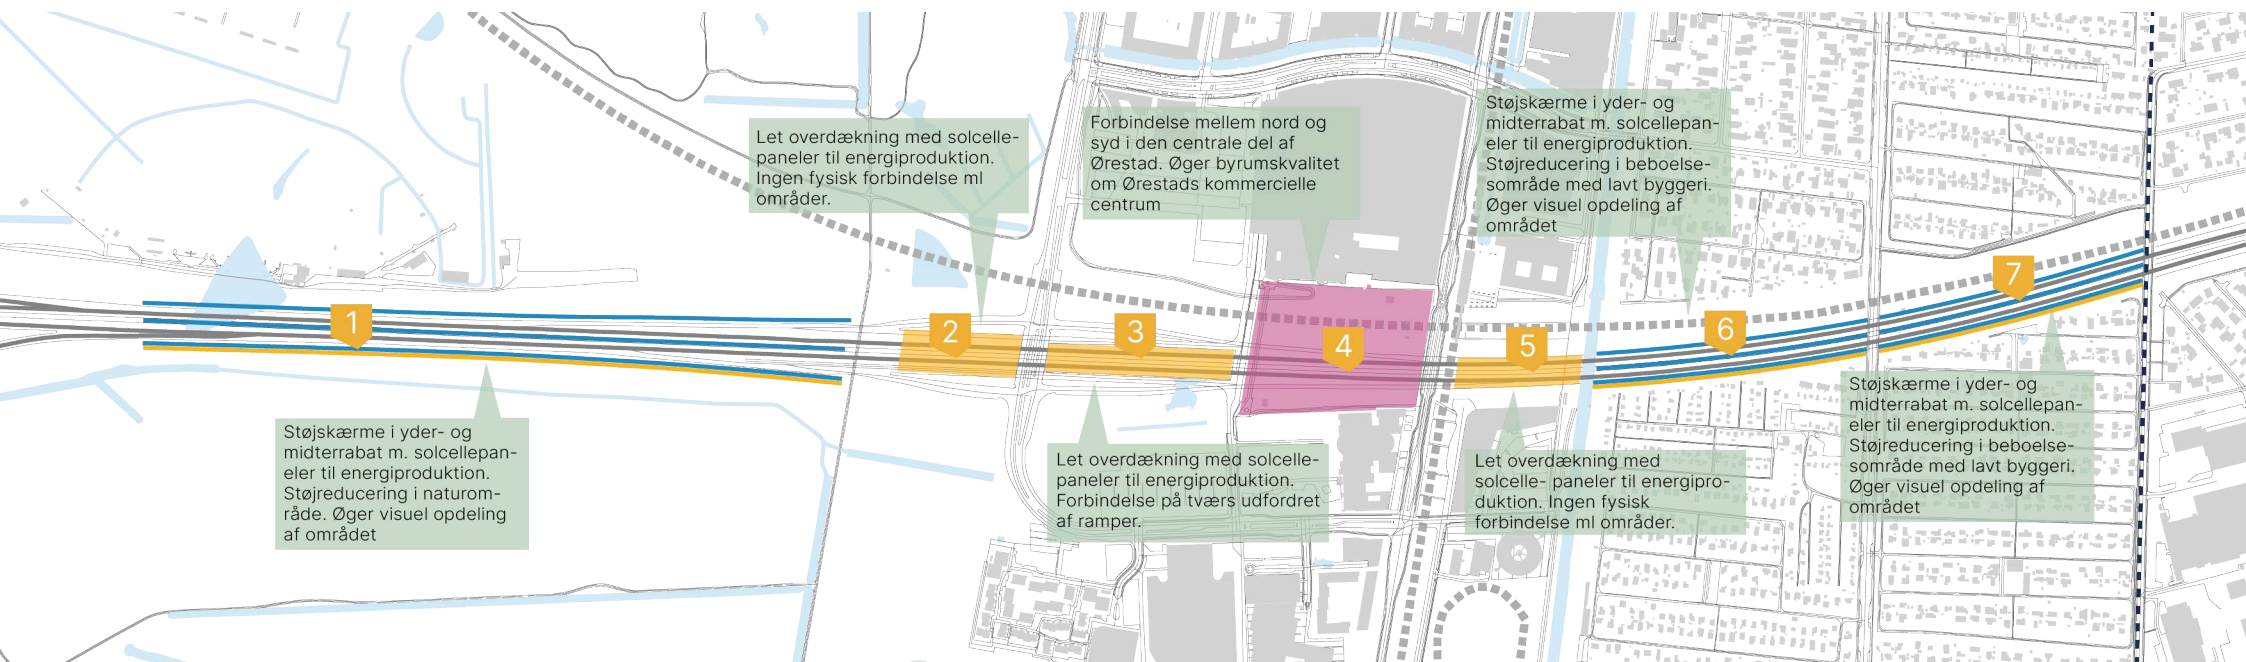 Let overdækning med solcelle-
paneler til energiproduktion.
Ingen fysisk forbindelse ml
områder.
Forbindelse mellem nord og
syd i den centrale del af
Ørestad. Øger byrumskvalitet
om Ørestads kommercielle
centrum
Støjskærme i yder- og
midterrabat m. solcellepan-
eler til energiproduktion.
Støjreducering i beboelse-
sområde med lavt byggeri.
Øger visuel opdeling af
området
1
2
3
4
5
6
7
Støjskærme i yder- og
midterrabat m. solcellepan-
eler til energiproduktion.
Støjreducering i naturom-
råde. Øger visuel opdeling
af området
Let overdækning med solcelle-
paneler til energiproduktion.
Forbindelse på tværs udfordret
af ramper.
Let overdækning med
solcelle- paneler til energipro-
duktion. Ingen fysisk
forbindelse ml områder.
Støjskærme i yder- og
midterrabat m. solcellepan-
eler til energiproduktion.
Støjreducering i beboelse-
sområde med lavt byggeri.
Øger visuel opdeling af
området